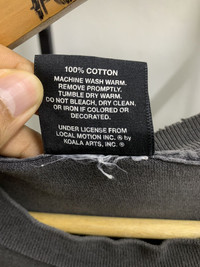 100% COTTON
MACHINE WASH WARM.
REMOVE PROMPTLY.
TUMBLE DRY WARM.
DO NOT BLEACH, DRY CLEAN.
OR IRON IF COLORED OR
DECORATED.
UNDER LICENSE FROM
LOCAL MOTION INC. ® by
KOALA ARTS, INC. ®